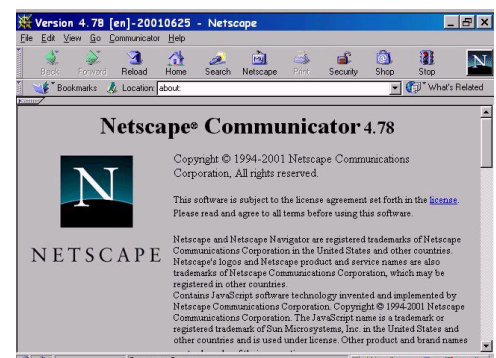 Version 4.78 [en]-20010625 - Netscape
File Edit View Go Communicator Help
Back Forward Reload Home Search Netscape Print Security Shop Stop
Bookmarks Location: about: What's Related
Netscape® Communicator 4.78
Copyright © 1994-2001 Netscape Communications
Corporation, All rights reserved.
This software is subject to the license agreement set forth in the license.
Please read and agree to all terms before using this software.
N
NETSCAPE
Netscape and Netscape Navigator are registered trademarks of Netscape
Communications Corporation in the United States and other countries.
Netscape's logos and Netscape product and service names are also
trademarks of Netscape Communications Corporation, which may be
registered in other countries.
Contains JavaScript software technology invented and implemented by
Netscape Communications Corporation. Copyright © 1994-2001 Netscape
Communications Corporation. The JavaScript name is a trademark or
registered trademark of Sun Microsystems, Inc. in the United States and
other countries and is used under license. Other product and brand names